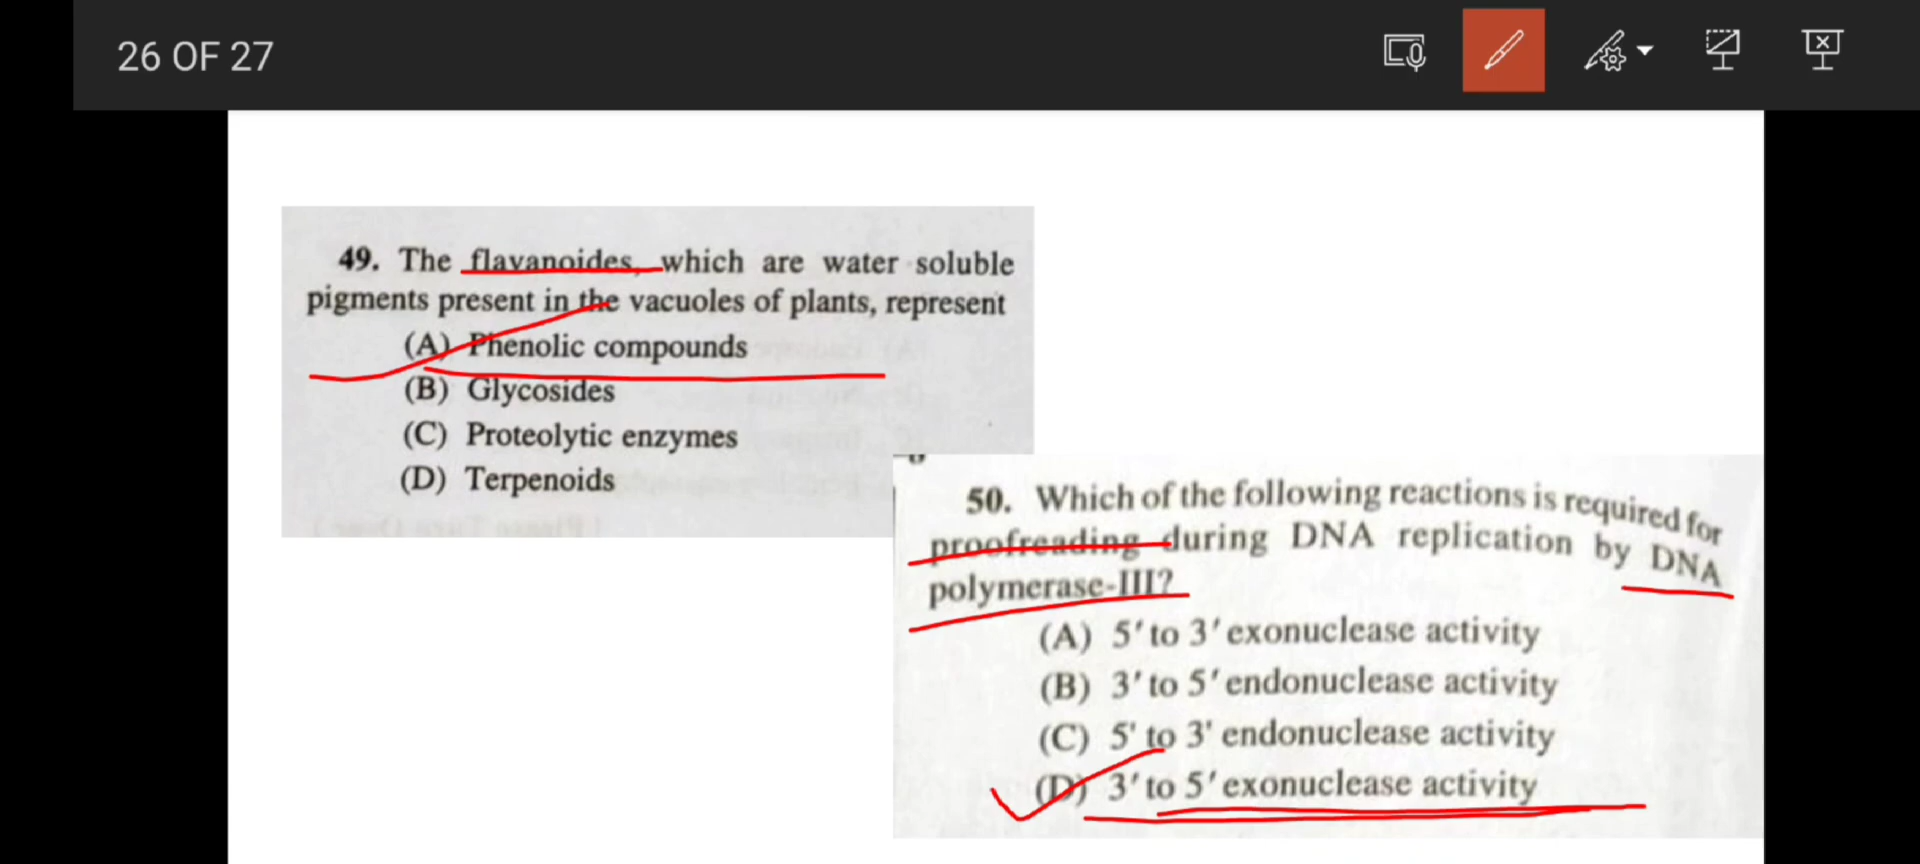 26 OF 27
49. The flavanoides, which are water soluble
pigments present in the vacuoles of plants, represent
(A) Phenolic compounds
(B) Glycosides
(C) Proteolytic enzymes
(D) Terpenoids
50. Which of the following reactions is required for
proofreading during DNA replication by DNA
polymerase-III?
(A) 5′ to 3′ exonuclease activity
(B) 3′ to 5′ endonuclease activity
(C) 5' to 3' endonuclease activity
(D) 3′ to 5′ exonuclease activity